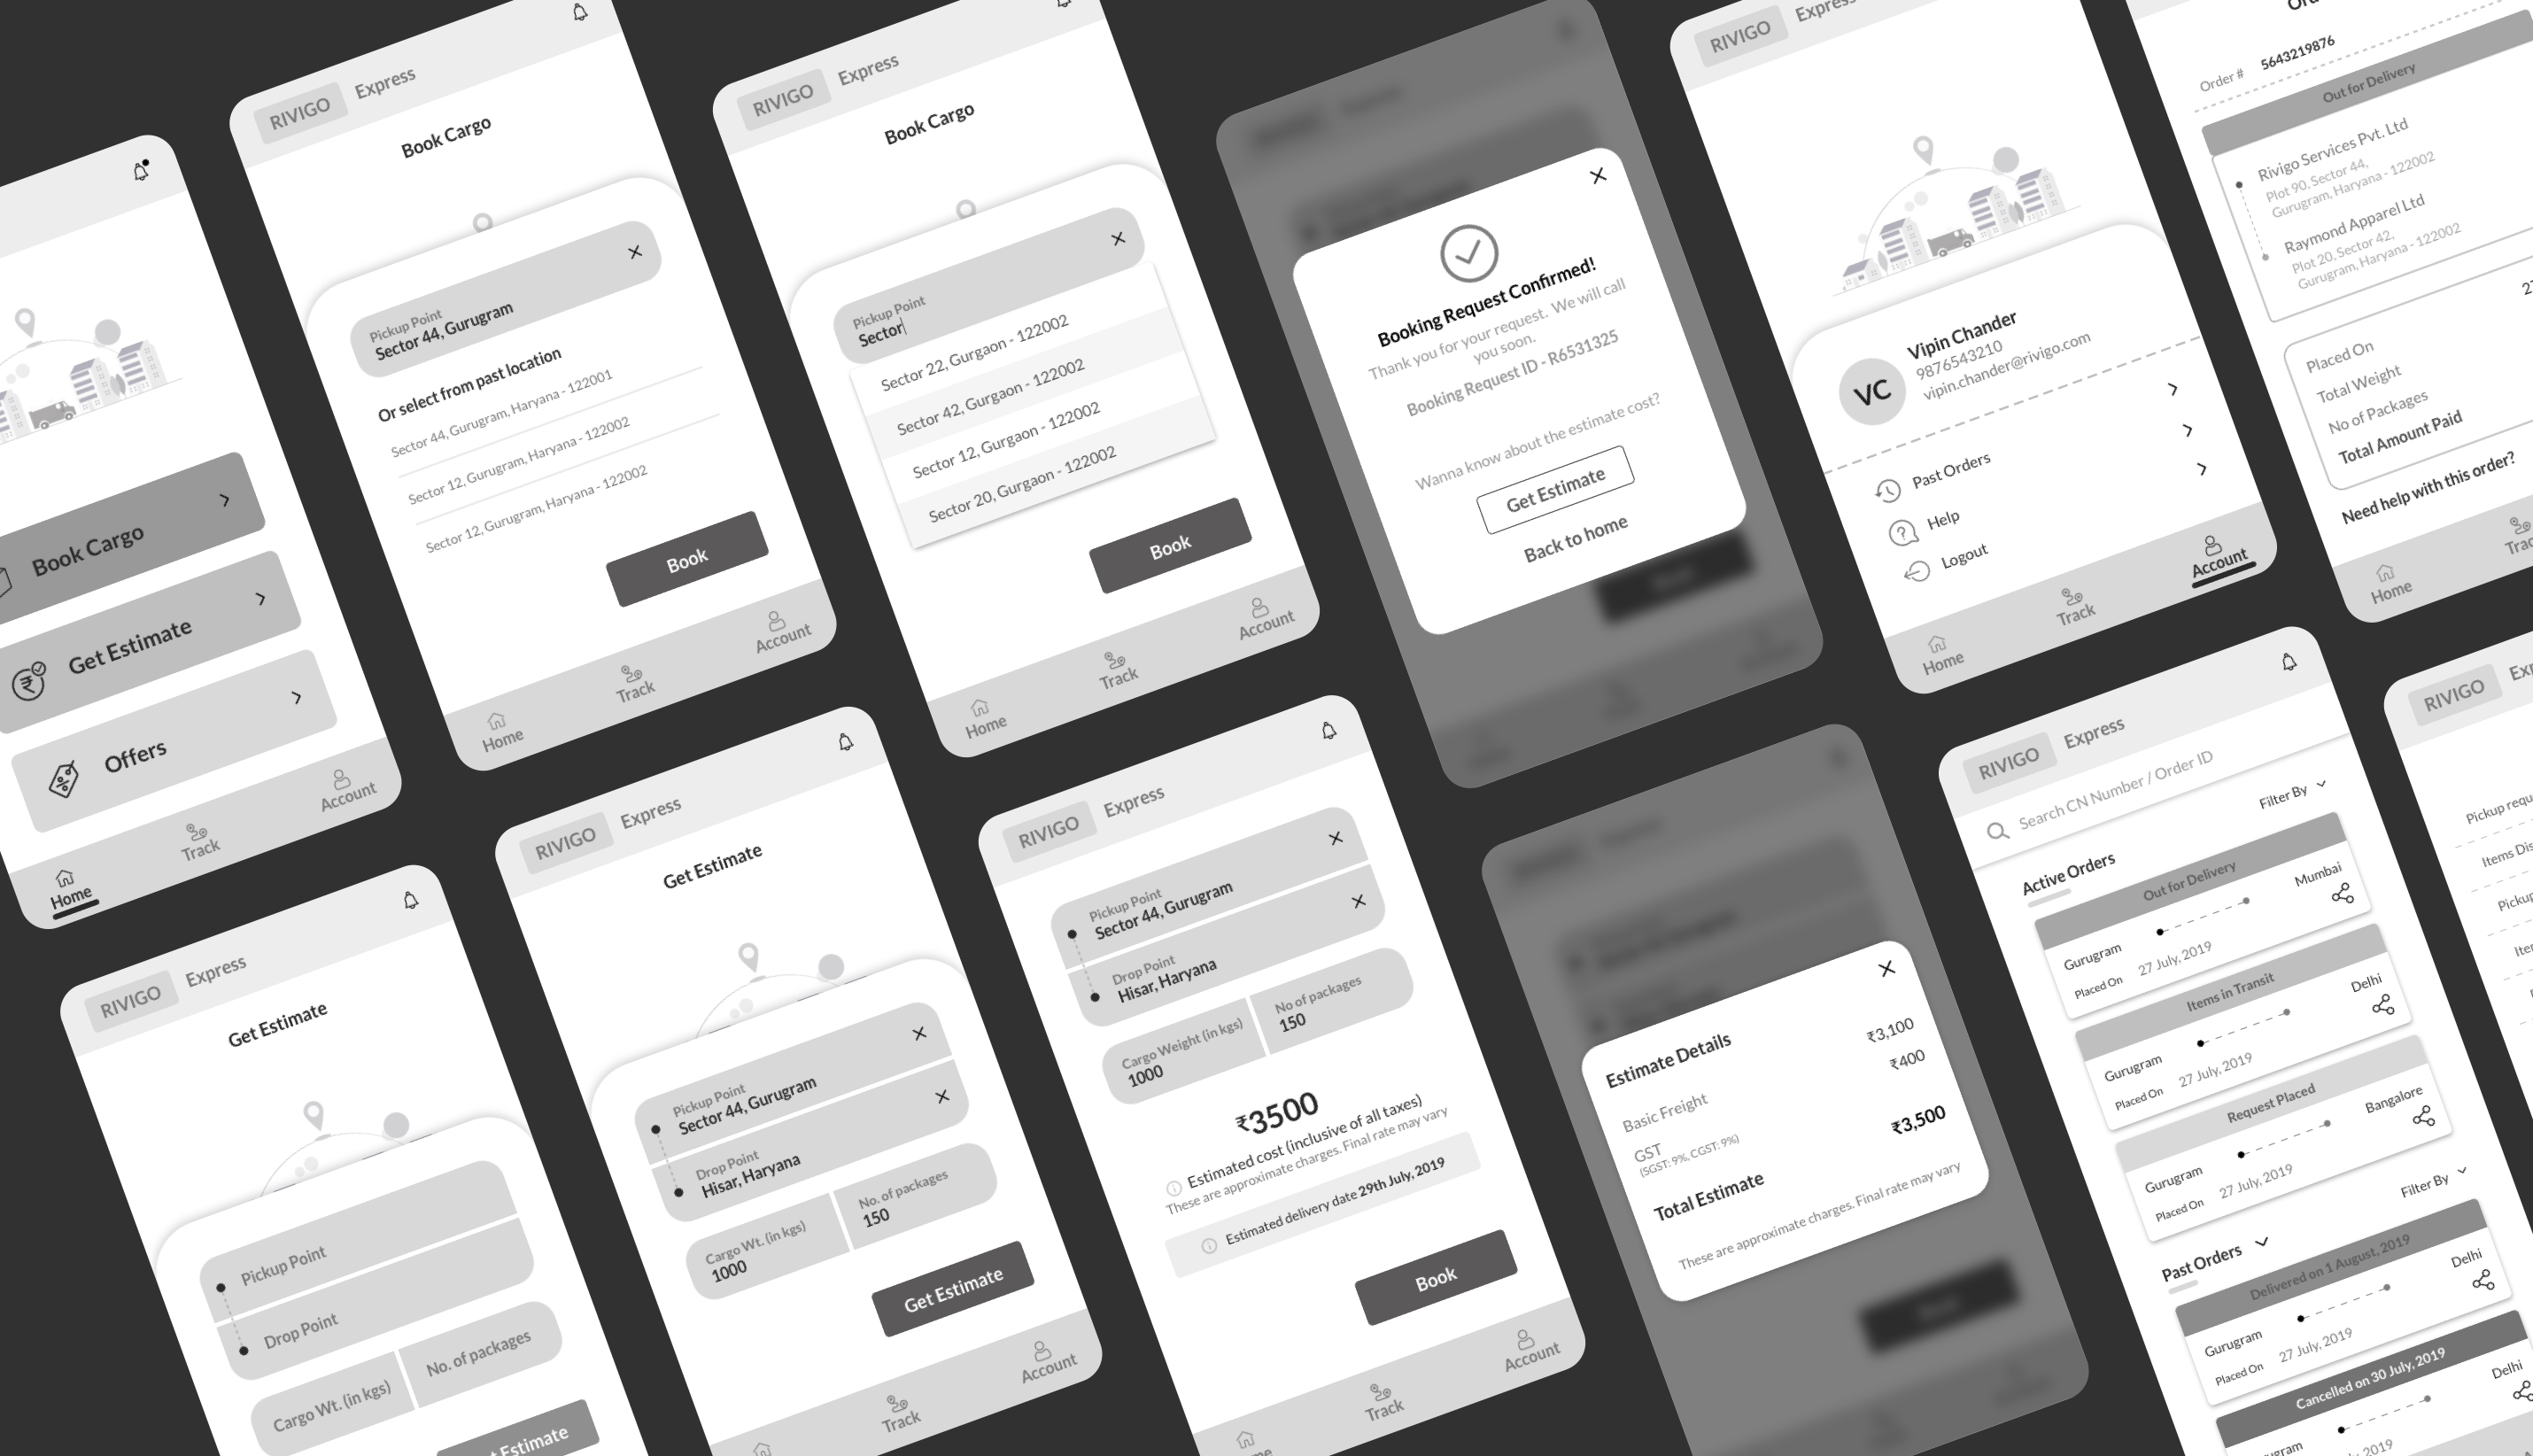 Book Cargo
Get Estimate
Offers
Home
Track
Account
RIVIGO Express
Book Cargo
Pickup Point
Sector 44, Gurugram
Or select from past location
Sector 44, Gurugram, Haryana - 122001
Sector 12, Gurugram, Haryana - 122002
Sector 12, Gurugram, Haryana - 122002
Book
Home
Track
Account
RIVIGO Express
Book Cargo
Pickup Point
Sector
Sector 22, Gurgaon - 122002
Sector 42, Gurgaon - 122002
Sector 12, Gurgaon - 122002
Sector 20, Gurgaon - 122002
Book
Home
Track
Account
Booking Request Confirmed!
Thank you for your request. We will call
you soon.
Booking Request ID - R6531325
Wanna know about the estimate cost?
Get Estimate
Back to home
RIVIGO Express
VC
Vipin Chander
9876543210
vipin.chander@rivigo.com
Past Orders
Help
Logout
Home
Track
Account
Order # 5643219876
Out for Delivery
Rivigo Services Pvt. Ltd
Plot 90, Sector 44,
Gurugram, Haryana - 122002
Raymond Apparel Ltd
Plot 20, Sector 42,
Gurugram, Haryana - 122002
Placed On
Total Weight
No of Packages
Total Amount Paid
Need help with this order?
Home
RIVIGO Express
Get Estimate
Pickup Point
Drop Point
Cargo Wt. (in kgs)
No. of packages
Estimate
RIVIGO Express
Get Estimate
Pickup Point
Sector 44, Gurugram
Drop Point
Hisar, Haryana
Cargo Wt. (in kgs)
1000
No. of packages
150
Get Estimate
Track
Account
RIVIGO Express
Pickup Point
Sector 44, Gurugram
Drop Point
Hisar, Haryana
Cargo Weight (in kgs)
1000
No of packages
150
₹3500
Estimated cost (inclusive of all taxes)
These are approximate charges. Final rate may vary
Estimated delivery date 29th July, 2019
Book
Track
Account
Estimate Details
Basic Freight ₹3,100
GST ₹400
(SGST: 9%, CGST: 9%)
Total Estimate ₹3,500
These are approximate charges. Final rate may vary
RIVIGO Express
Search CN Number / Order ID
Active Orders
Filter By
Out for Delivery
Gurugram Mumbai
Placed On 27 July, 2019
Items in Transit
Gurugram Delhi
Placed On 27 July, 2019
Request Placed
Gurugram Bangalore
Placed On 27 July, 2019
Past Orders
Filter By
Delivered on 1 August, 2019
Gurugram Delhi
Placed On 27 July, 2019
Cancelled on 30 July, 2019
Delhi
RIVIGO
Pickup
Items
Pickup